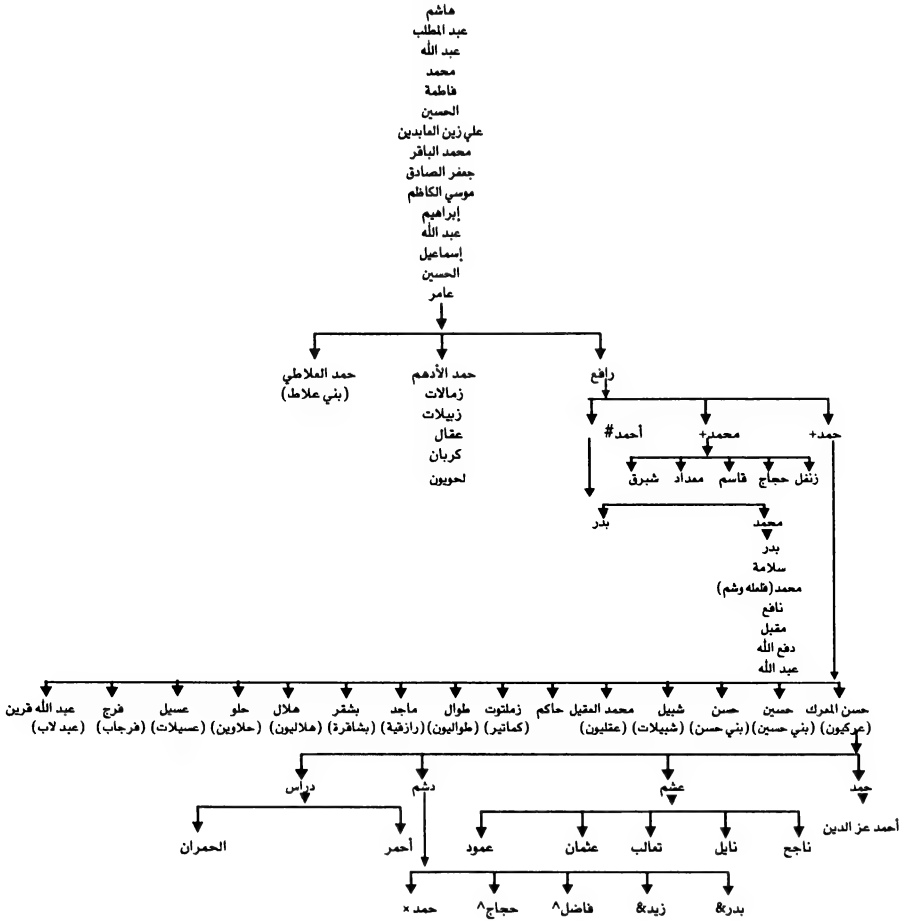 هاشم
عبد المطلب
عبد الله
محمد
فاطمة
الحسين
علي زين العابدين
محمد الباقر
جعفر الصادق
موسي الكاظم
إبراهيم
عبد الله
إسماعيل
الحسين
عامر
رافع
حمد الأدهم
حمد العلاطي
(بني علاط)
زمالات
زبيلات
عقال
كربان
لحويون
حمد+
محمد+
أحمد#
زنفل
حجاج
قاسم
معداد
شبرق
محمد
بدر
بدر
سلامة
محمد(فلعله وشم)
نافع
مقبل
دفع الله
عبد الله
حسن المعرك
حسين
حسن
شبيل
محمد العقيل
حاكم
زملتوت
طوال
ماجد
بشقر
هلال
حلو
عسيل
فرج
عبد الله قرين
(عركيون)
(بني حسين)
(بني حسن)
(شبيلات)
(عقليون)
(كماتير)
(طواليون)
(رازقية)
(بشاقرة)
(هلاليون)
(حلاوين)
(عسيلات)
(فرجاب)
(عبد لاب)
حمد
عشم
دشم
دراس
أحمد عز الدين
ناجح
نايل
تمالب
عثمان
عمود
أحمر
الحمران
بدر&
زيد&
فاضل^
حجاج^
حمد×